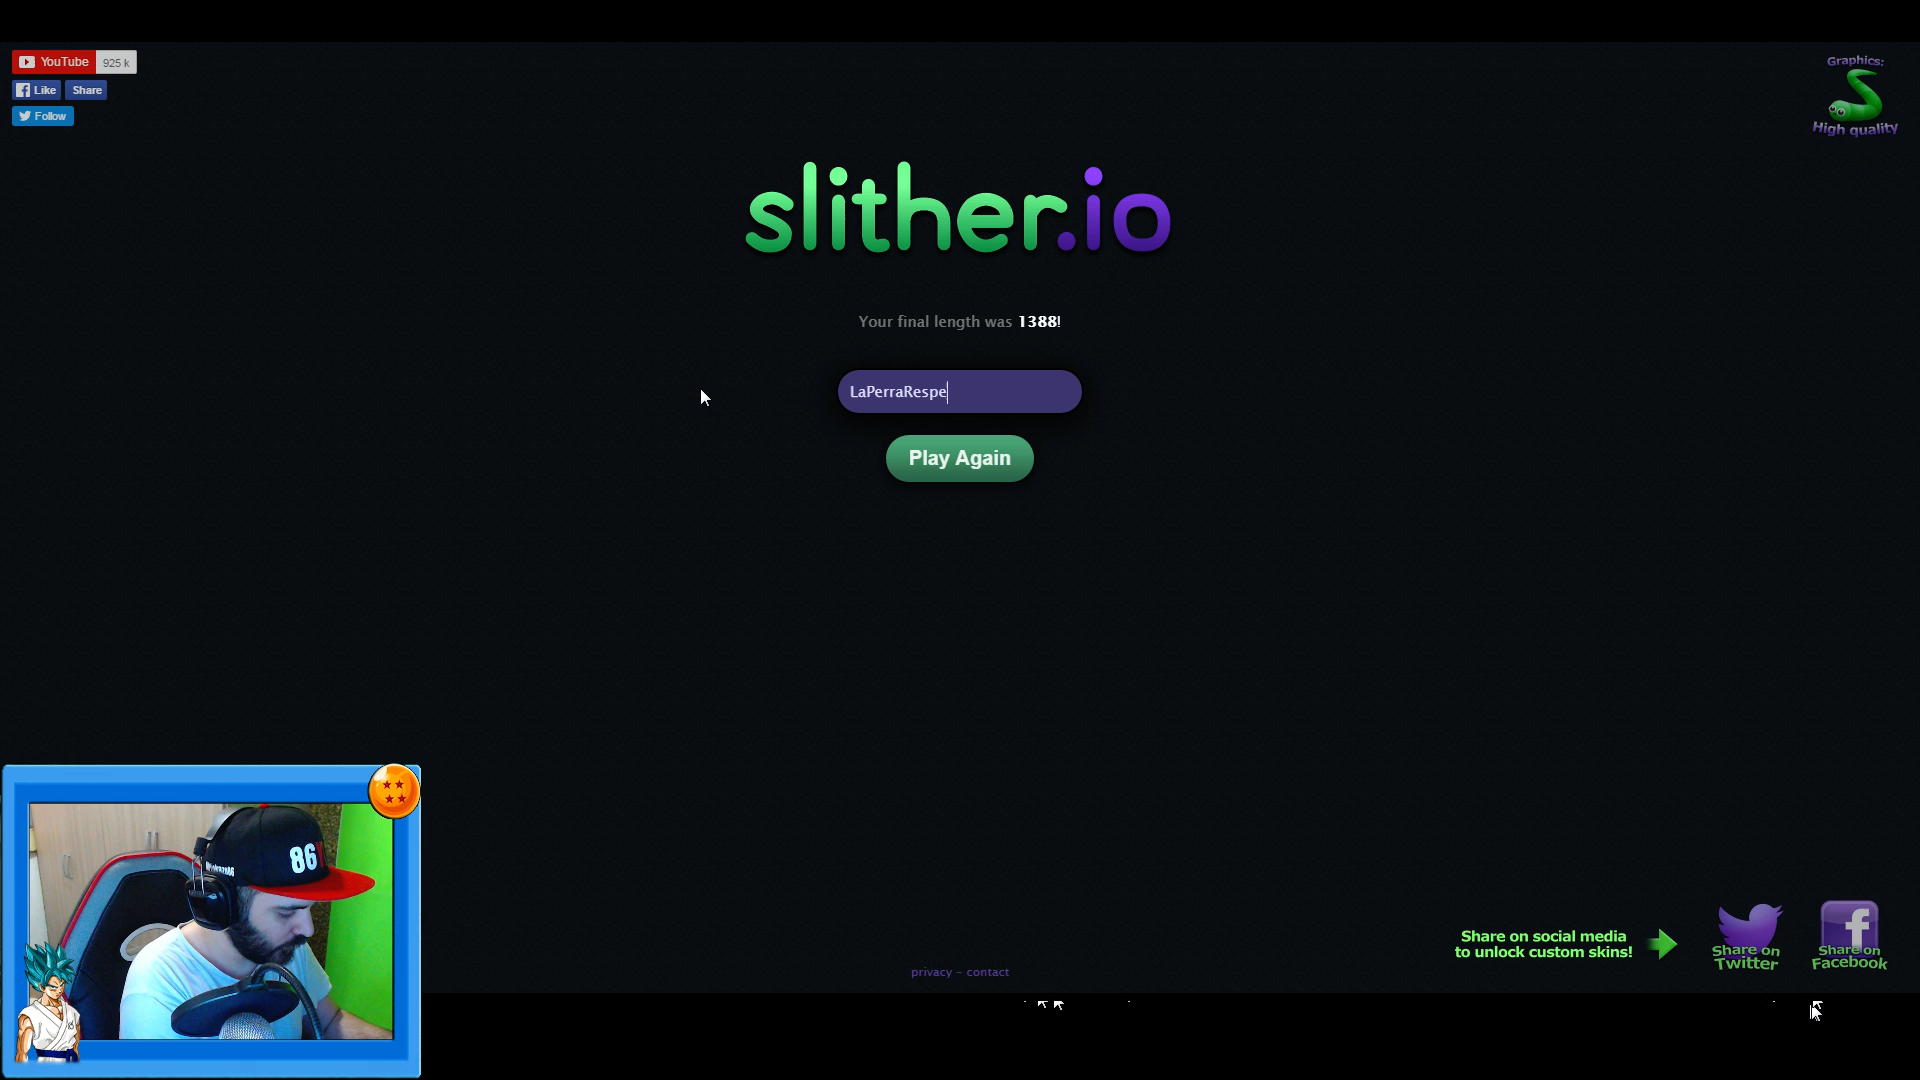 YouTube 925 k
Like Share
Follow
Graphics:
High quality
slither.io
Your final length was 1388!
LaPerraRespe
Play Again
86
Share on social media
to unlock custom skins!
Share on
Twitter
Share on
Facebook
privacy - contact